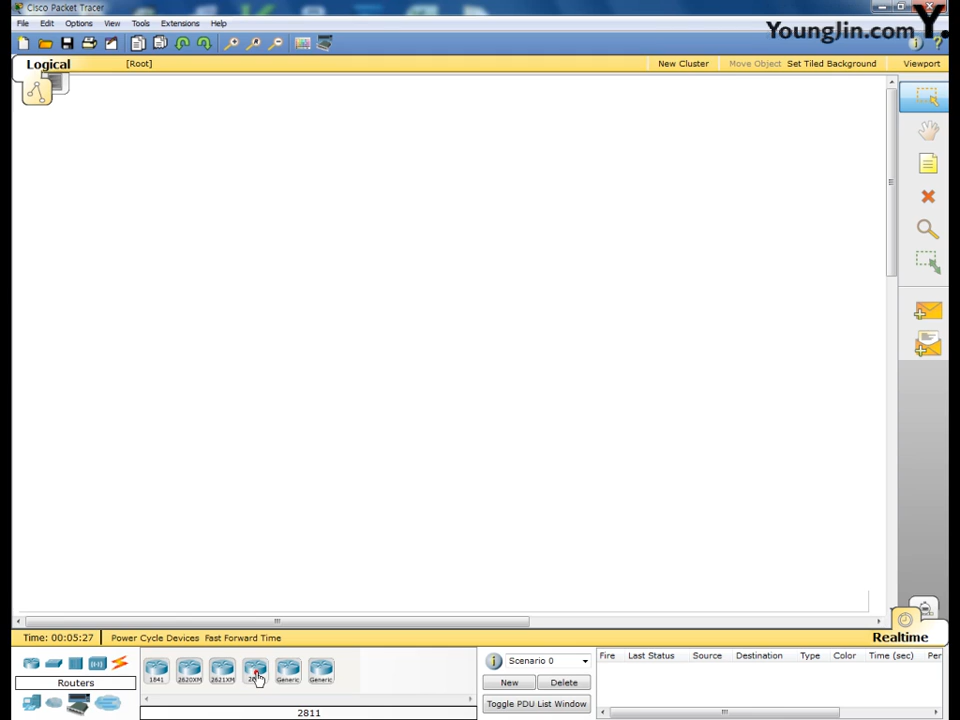 Cisco Packet Tracer
File Edit Options View Tools Extensions Help
YoungJin.com Y.
Logical [Root] New Cluster Move Object Set Tiled Background Viewport
Time: 00:05:27 Power Cycle Devices Fast Forward Time
Realtime
Routers
1841 2620XM 2621XM Generic Generic
2811
Scenario 0
New Delete
Toggle PDU List Window
Fire Last Status Source Destination Type Color Time (sec) Per